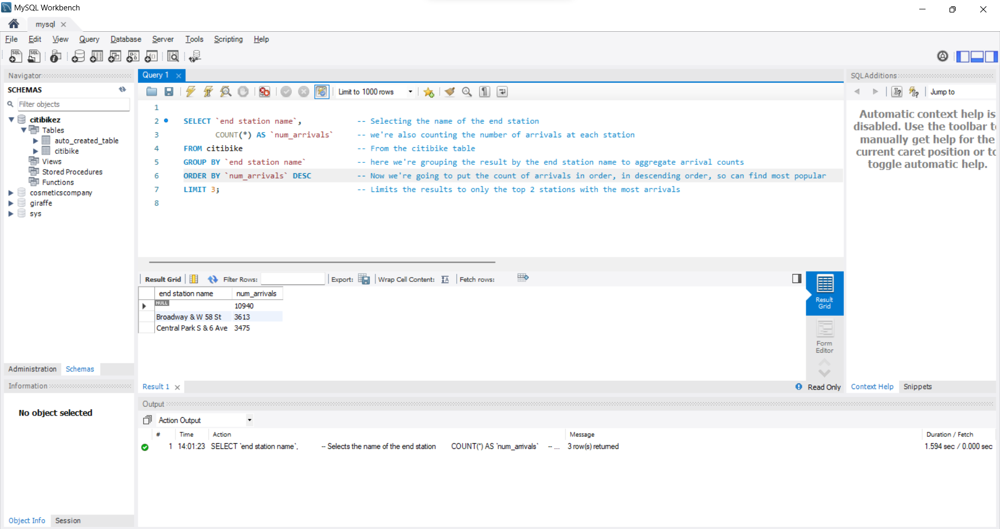 MySQL Workbench
mysql
File Edit View Query Database Server Tools Scripting Help
Navigator
SCHEMAS
Filter objects
citibikez
Tables
auto_created_table
citibike
Views
Stored Procedures
Functions
cosmeticscompany
giraffe
sys
Administration Schemas
Information
No object selected
Object Info Session
Query 1
Limit to 1000 rows
1
2 SELECT `end station name`, -- Selecting the name of the end station
3 COUNT(*) AS `num_arrivals` -- we're also counting the number of arrivals at each station
4 FROM citibike -- From the citibike table
5 GROUP BY `end station name` -- here we're grouping the result by the end station name to aggregate arrival counts
6 ORDER BY `num_arrivals` DESC -- Now we're going to put the count of arrivals in order, in descending order, so can find most popular
7 LIMIT 3; -- Limits the results to only the top 2 stations with the most arrivals
8
Result Grid Filter Rows: Export: Wrap Cell Content: Fetch rows:
end station name num_arrivals
NULL 10940
Broadway & W 58 St 3613
Central Park S & 6 Ave 3475
Result Grid
Form Editor
Result 1
Read Only
SQLAdditions
Jump to
Automatic context help is
disabled. Use the toolbar t
manually get help for the
current caret position or to
toggle automatic help.
Context Help Snippets
Output
Action Output
# Time Action Message Duration / Fetch
1 14:01:23 SELECT `end station name`, -- Selects the name of the end station COUNT(*) AS `num_arrivals` -- ... 3 row(s) returned 1.594 sec / 0.000 sec